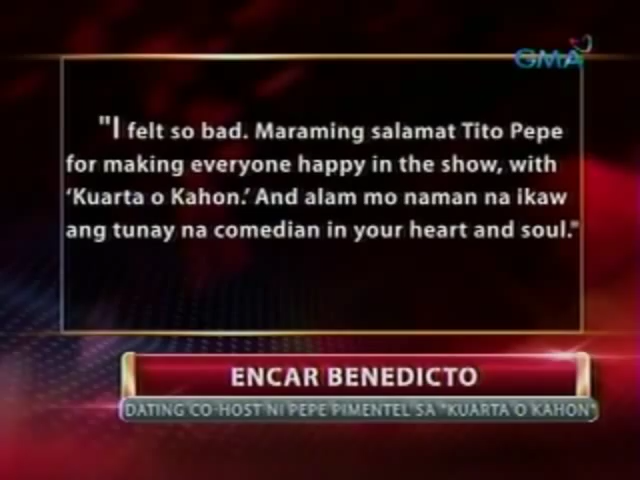 GMA
"I felt so bad. Maraming salamat Tito Pepe
for making everyone happy in the show, with
‘Kuarta o Kahon.’ And alam mo naman na ikaw
ang tunay na comedian in your heart and soul."
ENCAR BENEDICTO
DATING CO-HOST NI PEPE PIMENTEL SA "KUARTA O KAHON"